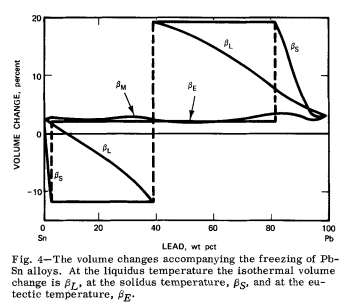 20
β_L
β_S
10
β_M
β_E
VOLUME CHANGE, percent
0
β_S
β_L
−10
0 20 40 60 80 100
Sn Pb
LEAD, wt pct
Fig. 4—The volume changes accompanying the freezing of Pb-
Sn alloys. At the liquidus temperature the isothermal volume
change is β_L, at the solidus temperature, β_S, and at the eu-
tectic temperature, β_E.